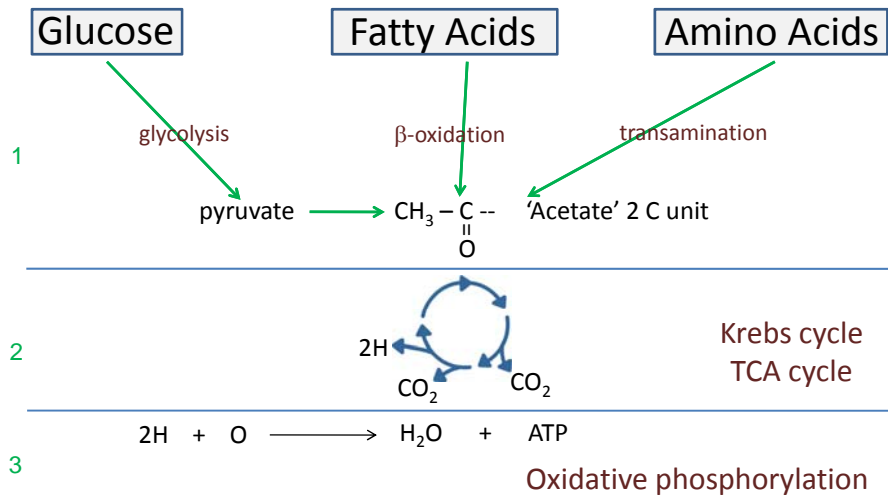 Glucose Fatty Acids Amino Acids
glycolysis β-oxidation transamination
1
pyruvate CH₃ – C -- ‘Acetate’ 2 C unit
=
O
Krebs cycle
2 2H TCA cycle
CO₂ CO₂
2H + O H₂O + ATP
3
Oxidative phosphorylation